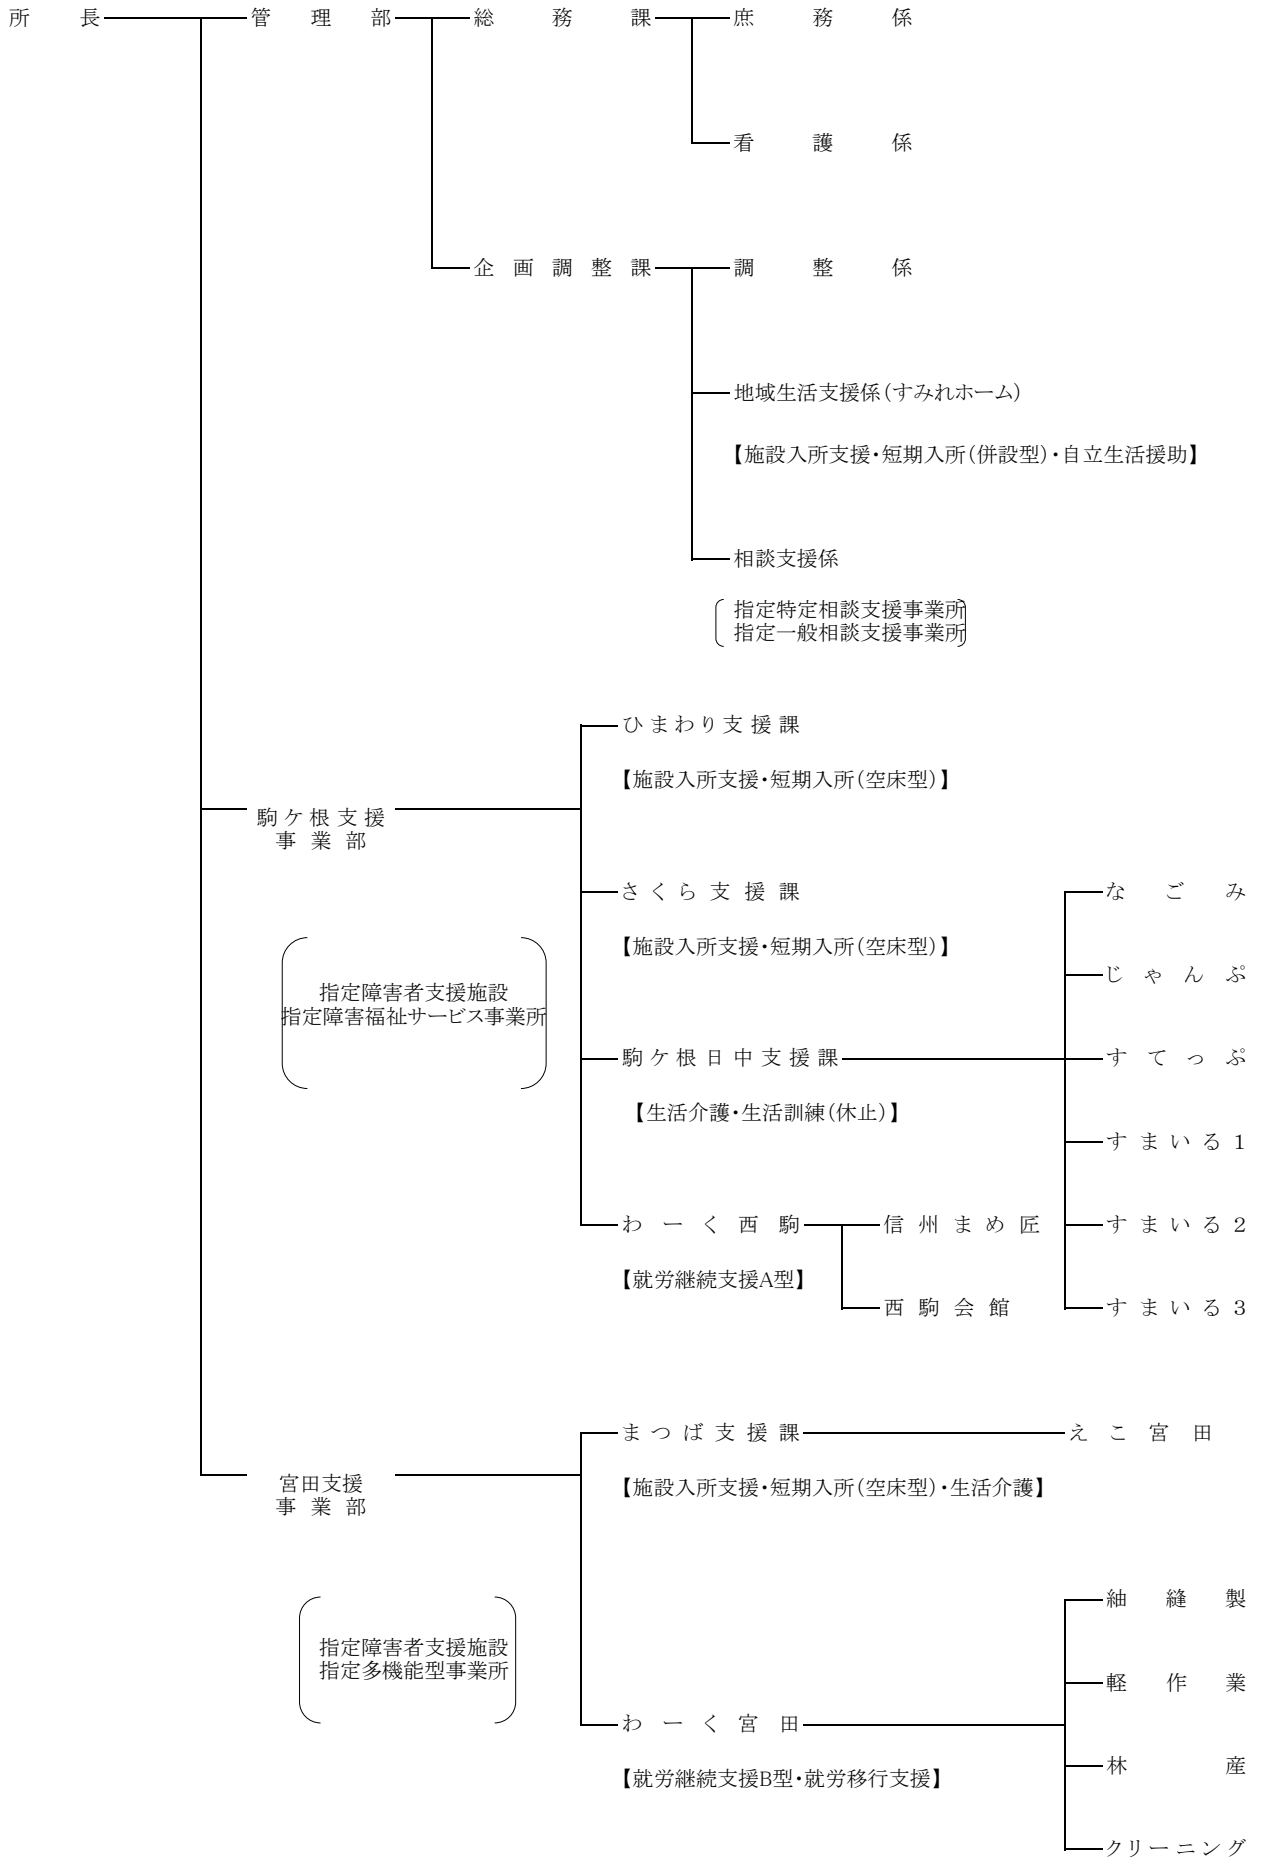 所長 管理部 総務課 庶務係
看護係
企画調整課 調整係
地域生活支援係(すみれホーム)
【施設入所支援・短期入所(併設型)・自立生活援助】
相談支援係
指定特定相談支援事業所
指定一般相談支援事業所
ひまわり支援課
【施設入所支援・短期入所(空床型)】
駒ケ根支援
事業部
さくら支援課 なごみ
【施設入所支援・短期入所(空床型)】
じゃんぷ
指定障害者支援施設
指定障害福祉サービス事業所
駒ケ根日中支援課 すてっぷ
【生活介護・生活訓練(休止)】
すまいる1
わーく西駒 信州まめ匠 すまいる2
【就労継続支援A型】
西駒会館 すまいる3
まつば支援課 えこ宮田
宮田支援
事業部
【施設入所支援・短期入所(空床型)・生活介護】
紬縫製
指定障害者支援施設
指定多機能型事業所
軽作業
わーく宮田
【就労継続支援B型・就労移行支援】
林産
クリーニング